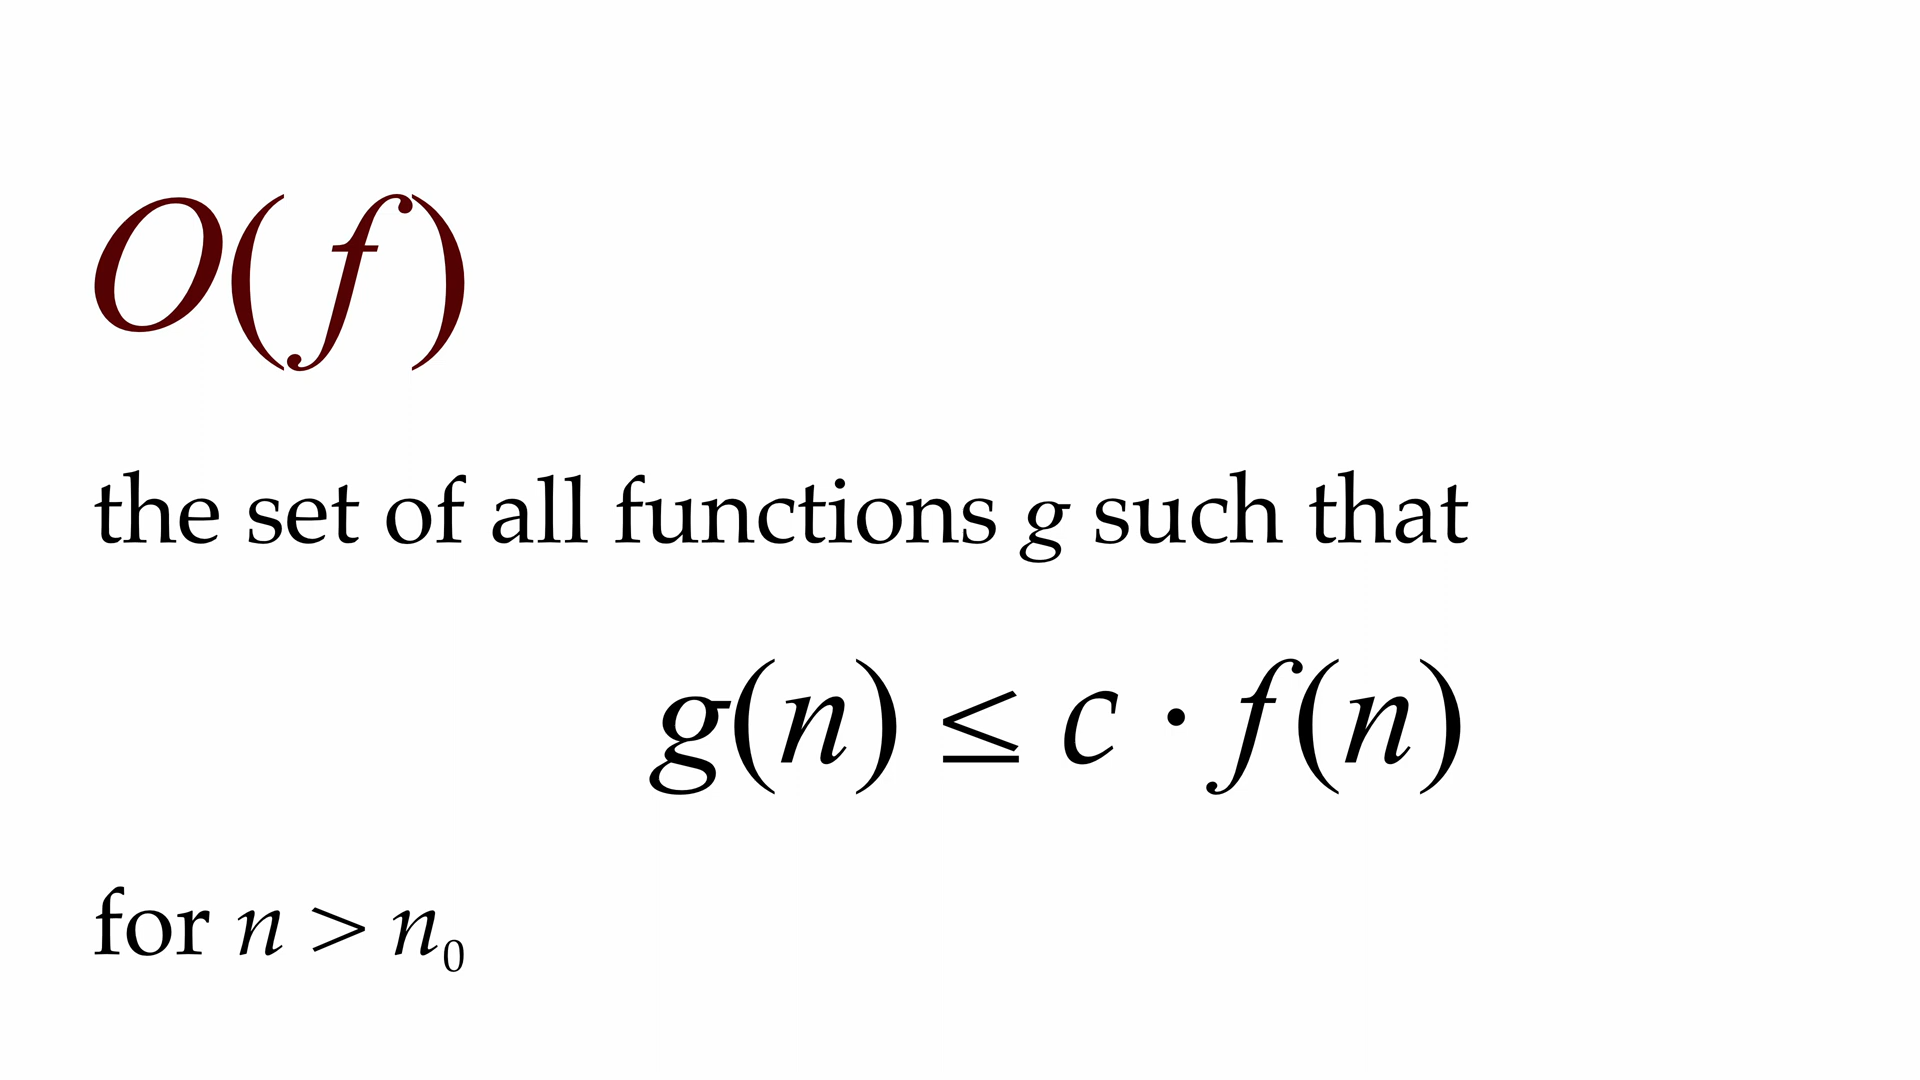 O(f)
the set of all functions g such that
g(n) ≤ c · f(n)
for n > n₀